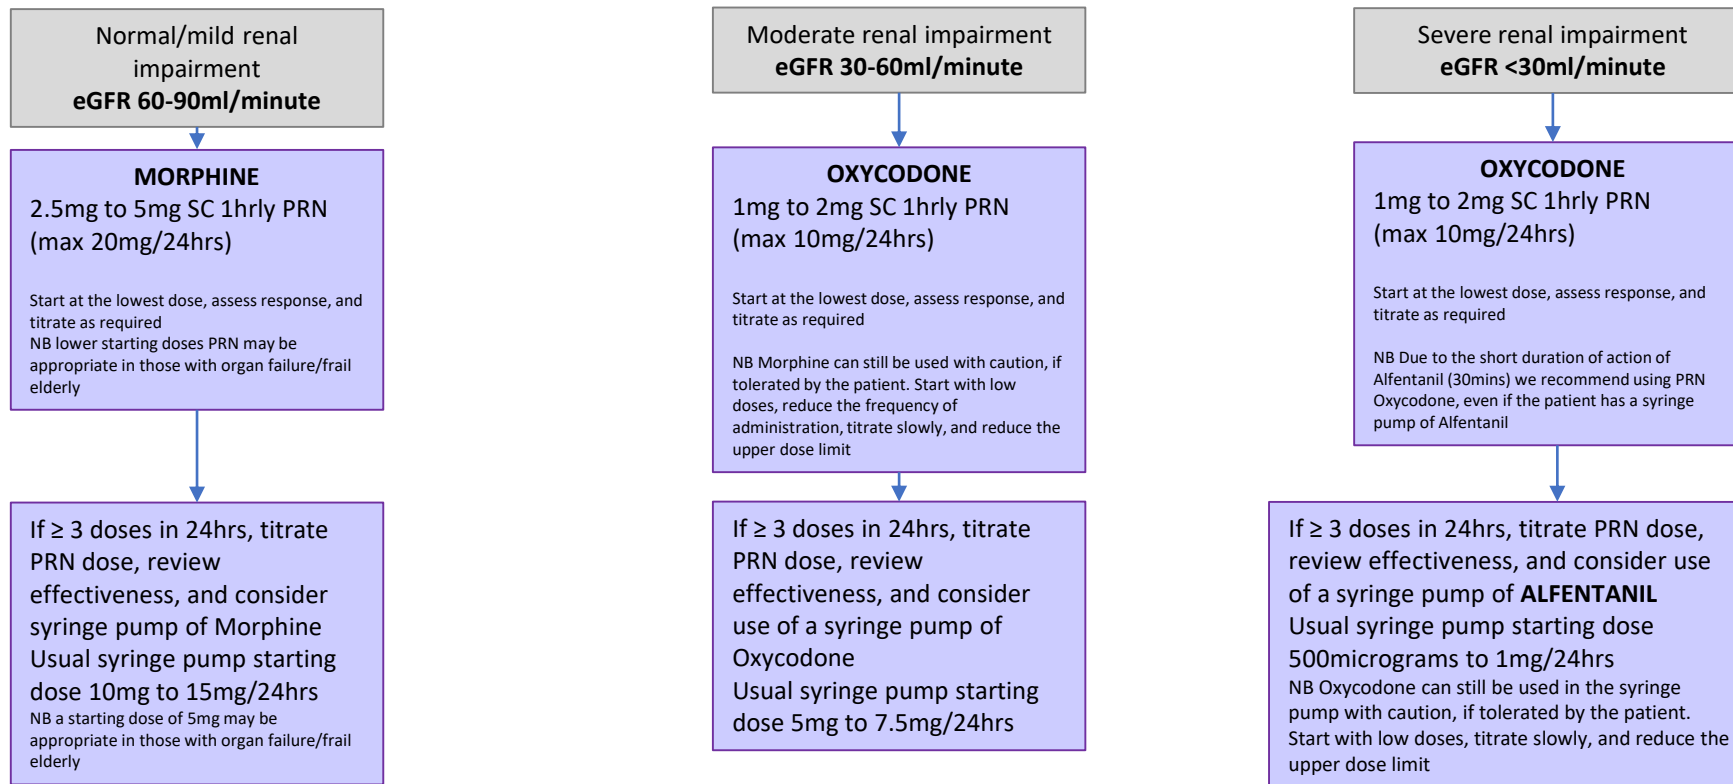 Normal/mild renal
impairment
eGFR 60-90ml/minute
MORPHINE
2.5mg to 5mg SC 1hrly PRN
(max 20mg/24hrs)
Start at the lowest dose, assess response, and
titrate as required
NB lower starting doses PRN may be
appropriate in those with organ failure/frail
elderly
If ≥ 3 doses in 24hrs, titrate
PRN dose, review
effectiveness, and consider
syringe pump of Morphine
Usual syringe pump starting
dose 10mg to 15mg/24hrs
NB a starting dose of 5mg may be
appropriate in those with organ failure/frail
elderly
Moderate renal impairment
eGFR 30-60ml/minute
OXYCODONE
1mg to 2mg SC 1hrly PRN
(max 10mg/24hrs)
Start at the lowest dose, assess response, and
titrate as required
NB Morphine can still be used with caution, if
tolerated by the patient. Start with low
doses, reduce the frequency of
administration, titrate slowly, and reduce the
upper dose limit
If ≥ 3 doses in 24hrs, titrate
PRN dose, review
effectiveness, and consider
use of a syringe pump of
Oxycodone
Usual syringe pump starting
dose 5mg to 7.5mg/24hrs
Severe renal impairment
eGFR <30ml/minute
OXYCODONE
1mg to 2mg SC 1hrly PRN
(max 10mg/24hrs)
Start at the lowest dose, assess response, and
titrate as required
NB Due to the short duration of action of
Alfentanil (30mins) we recommend using PRN
Oxycodone, even if the patient has a syringe
pump of Alfentanil
If ≥ 3 doses in 24hrs, titrate PRN dose,
review effectiveness, and consider use
of a syringe pump of ALFENTANIL
Usual syringe pump starting dose
500micrograms to 1mg/24hrs
NB Oxycodone can still be used in the syringe
pump with caution, if tolerated by the patient.
Start with low doses, titrate slowly, and reduce the
upper dose limit